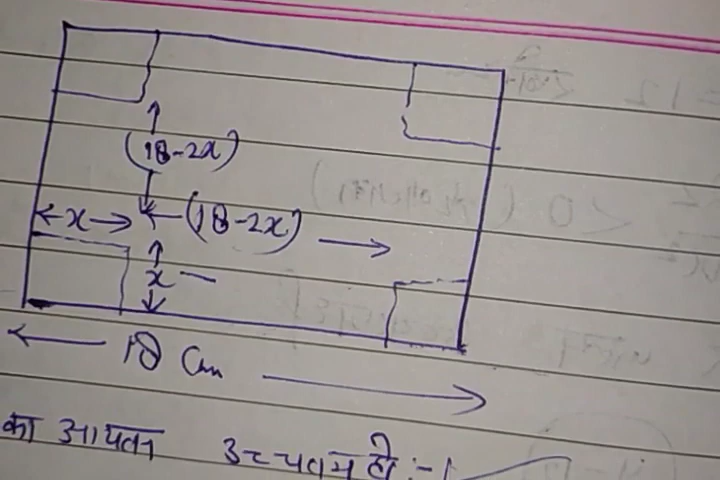 (18-2x)
x (18-2x)
x
18 cm
का आयतन उच्चतम हो :-